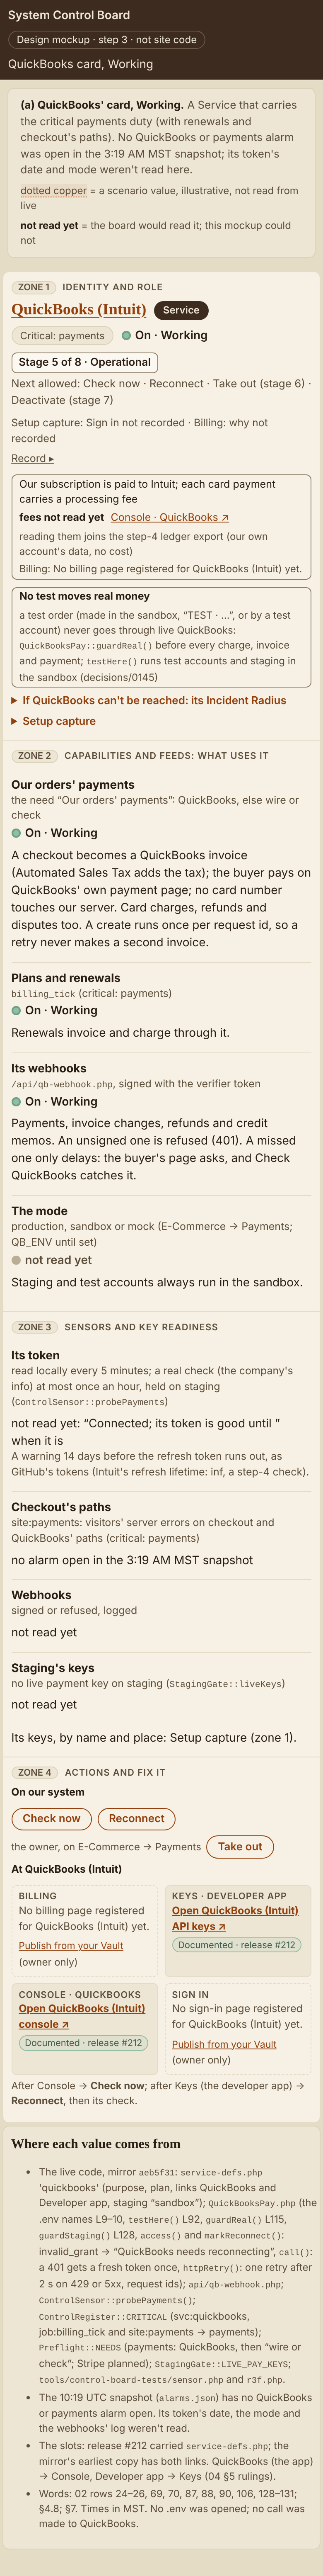 System Control Board
Design mockup · step 3 · not site code
QuickBooks card, Working
(a) QuickBooks' card, Working. A Service that carries
the critical payments duty (with renewals and
checkout's paths). No QuickBooks or payments alarm
was open in the 3:19 AM MST snapshot; its token's
date and mode weren't read here.
dotted copper = a scenario value, illustrative, not read from
live
not read yet = the board would read it; this mockup could
not
ZONE 1 IDENTITY AND ROLE
QuickBooks (Intuit) Service
Critical: payments On · Working
Stage 5 of 8 · Operational
Next allowed: Check now · Reconnect · Take out (stage 6) ·
Deactivate (stage 7)
Setup capture: Sign in not recorded · Billing: why not
recorded
Record ▸
Our subscription is paid to Intuit; each card payment
carries a processing fee
fees not read yet Console · QuickBooks ↗
reading them joins the step-4 ledger export (our own
account's data, no cost)
Billing: No billing page registered for QuickBooks (Intuit) yet.
No test moves real money
a test order (made in the sandbox, “TEST - …”, or by a test
account) never goes through live QuickBooks:
QuickBooksPay::guardReal() before every charge, invoice
and payment; testHere() runs test accounts and staging in
the sandbox (decisions/0145)
▶ If QuickBooks can't be reached: its Incident Radius
▶ Setup capture
ZONE 2 CAPABILITIES AND FEEDS: WHAT USES IT
Our orders' payments
the need “Our orders' payments”: QuickBooks, else wire or
check
On · Working
A checkout becomes a QuickBooks invoice
(Automated Sales Tax adds the tax); the buyer pays on
QuickBooks' own payment page; no card number
touches our server. Card charges, refunds and
disputes too. A create runs once per request id, so a
retry never makes a second invoice.
Plans and renewals
billing_tick (critical: payments)
On · Working
Renewals invoice and charge through it.
Its webhooks
/api/qb-webhook.php, signed with the verifier token
On · Working
Payments, invoice changes, refunds and credit
memos. An unsigned one is refused (401). A missed
one only delays: the buyer's page asks, and Check
QuickBooks catches it.
The mode
production, sandbox or mock (E-Commerce → Payments;
QB_ENV until set)
not read yet
Staging and test accounts always run in the sandbox.
ZONE 3 SENSORS AND KEY READINESS
Its token
read locally every 5 minutes; a real check (the company's
info) at most once an hour, held on staging
(ControlSensor::probePayments)
not read yet: “Connected; its token is good until ”
when it is
A warning 14 days before the refresh token runs out, as
GitHub's tokens (Intuit's refresh lifetime: inf, a step-4 check).
Checkout's paths
site:payments: visitors' server errors on checkout and
QuickBooks' paths (critical: payments)
no alarm open in the 3:19 AM MST snapshot
Webhooks
signed or refused, logged
not read yet
Staging's keys
no live payment key on staging (StagingGate::liveKeys)
not read yet
Its keys, by name and place: Setup capture (zone 1).
ZONE 4 ACTIONS AND FIX IT
On our system
Check now Reconnect
the owner, on E-Commerce → Payments Take out
At QuickBooks (Intuit)
BILLING
No billing page registered
for QuickBooks (Intuit) yet.
Publish from your Vault
(owner only)
KEYS · DEVELOPER APP
Open QuickBooks (Intuit)
API keys ↗
Documented · release #212
CONSOLE · QUICKBOOKS
Open QuickBooks (Intuit)
console ↗
Documented · release #212
SIGN IN
No sign-in page registered
for QuickBooks (Intuit) yet.
Publish from your Vault
(owner only)
After Console → Check now; after Keys (the developer app) →
Reconnect, then its check.
Where each value comes from
• The live code, mirror aeb5f31: service-defs.php
'quickbooks' (purpose, plan, links QuickBooks and
Developer app, staging “sandbox”); QuickBooksPay.php (the
.env names L9–10, testHere() L92, guardReal() L115,
guardStaging() L128, access() and markReconnect():
invalid_grant → “QuickBooks needs reconnecting”, call():
a 401 gets a fresh token once, httpRetry(): one retry after
2 s on 429 or 5xx, request ids); api/qb-webhook.php;
ControlSensor::probePayments();
ControlRegister::CRITICAL (svc:quickbooks,
job:billing_tick and site:payments → payments);
Preflight::NEEDS (payments: QuickBooks, then “wire or
check”; Stripe planned); StagingGate::LIVE_PAY_KEYS;
tools/control-board-tests/sensor.php and r3f.php.
• The 10:19 UTC snapshot (alarms.json) has no QuickBooks
or payments alarm open. Its token's date, the mode and
the webhooks' log weren't read.
• The slots: release #212 carried service-defs.php; the
mirror's earliest copy has both links. QuickBooks (the app)
→ Console, Developer app → Keys (04 §5 rulings).
• Words: 02 rows 24–26, 69, 70, 87, 88, 90, 106, 128–131;
§4.8; §7. Times in MST. No .env was opened; no call was
made to QuickBooks.